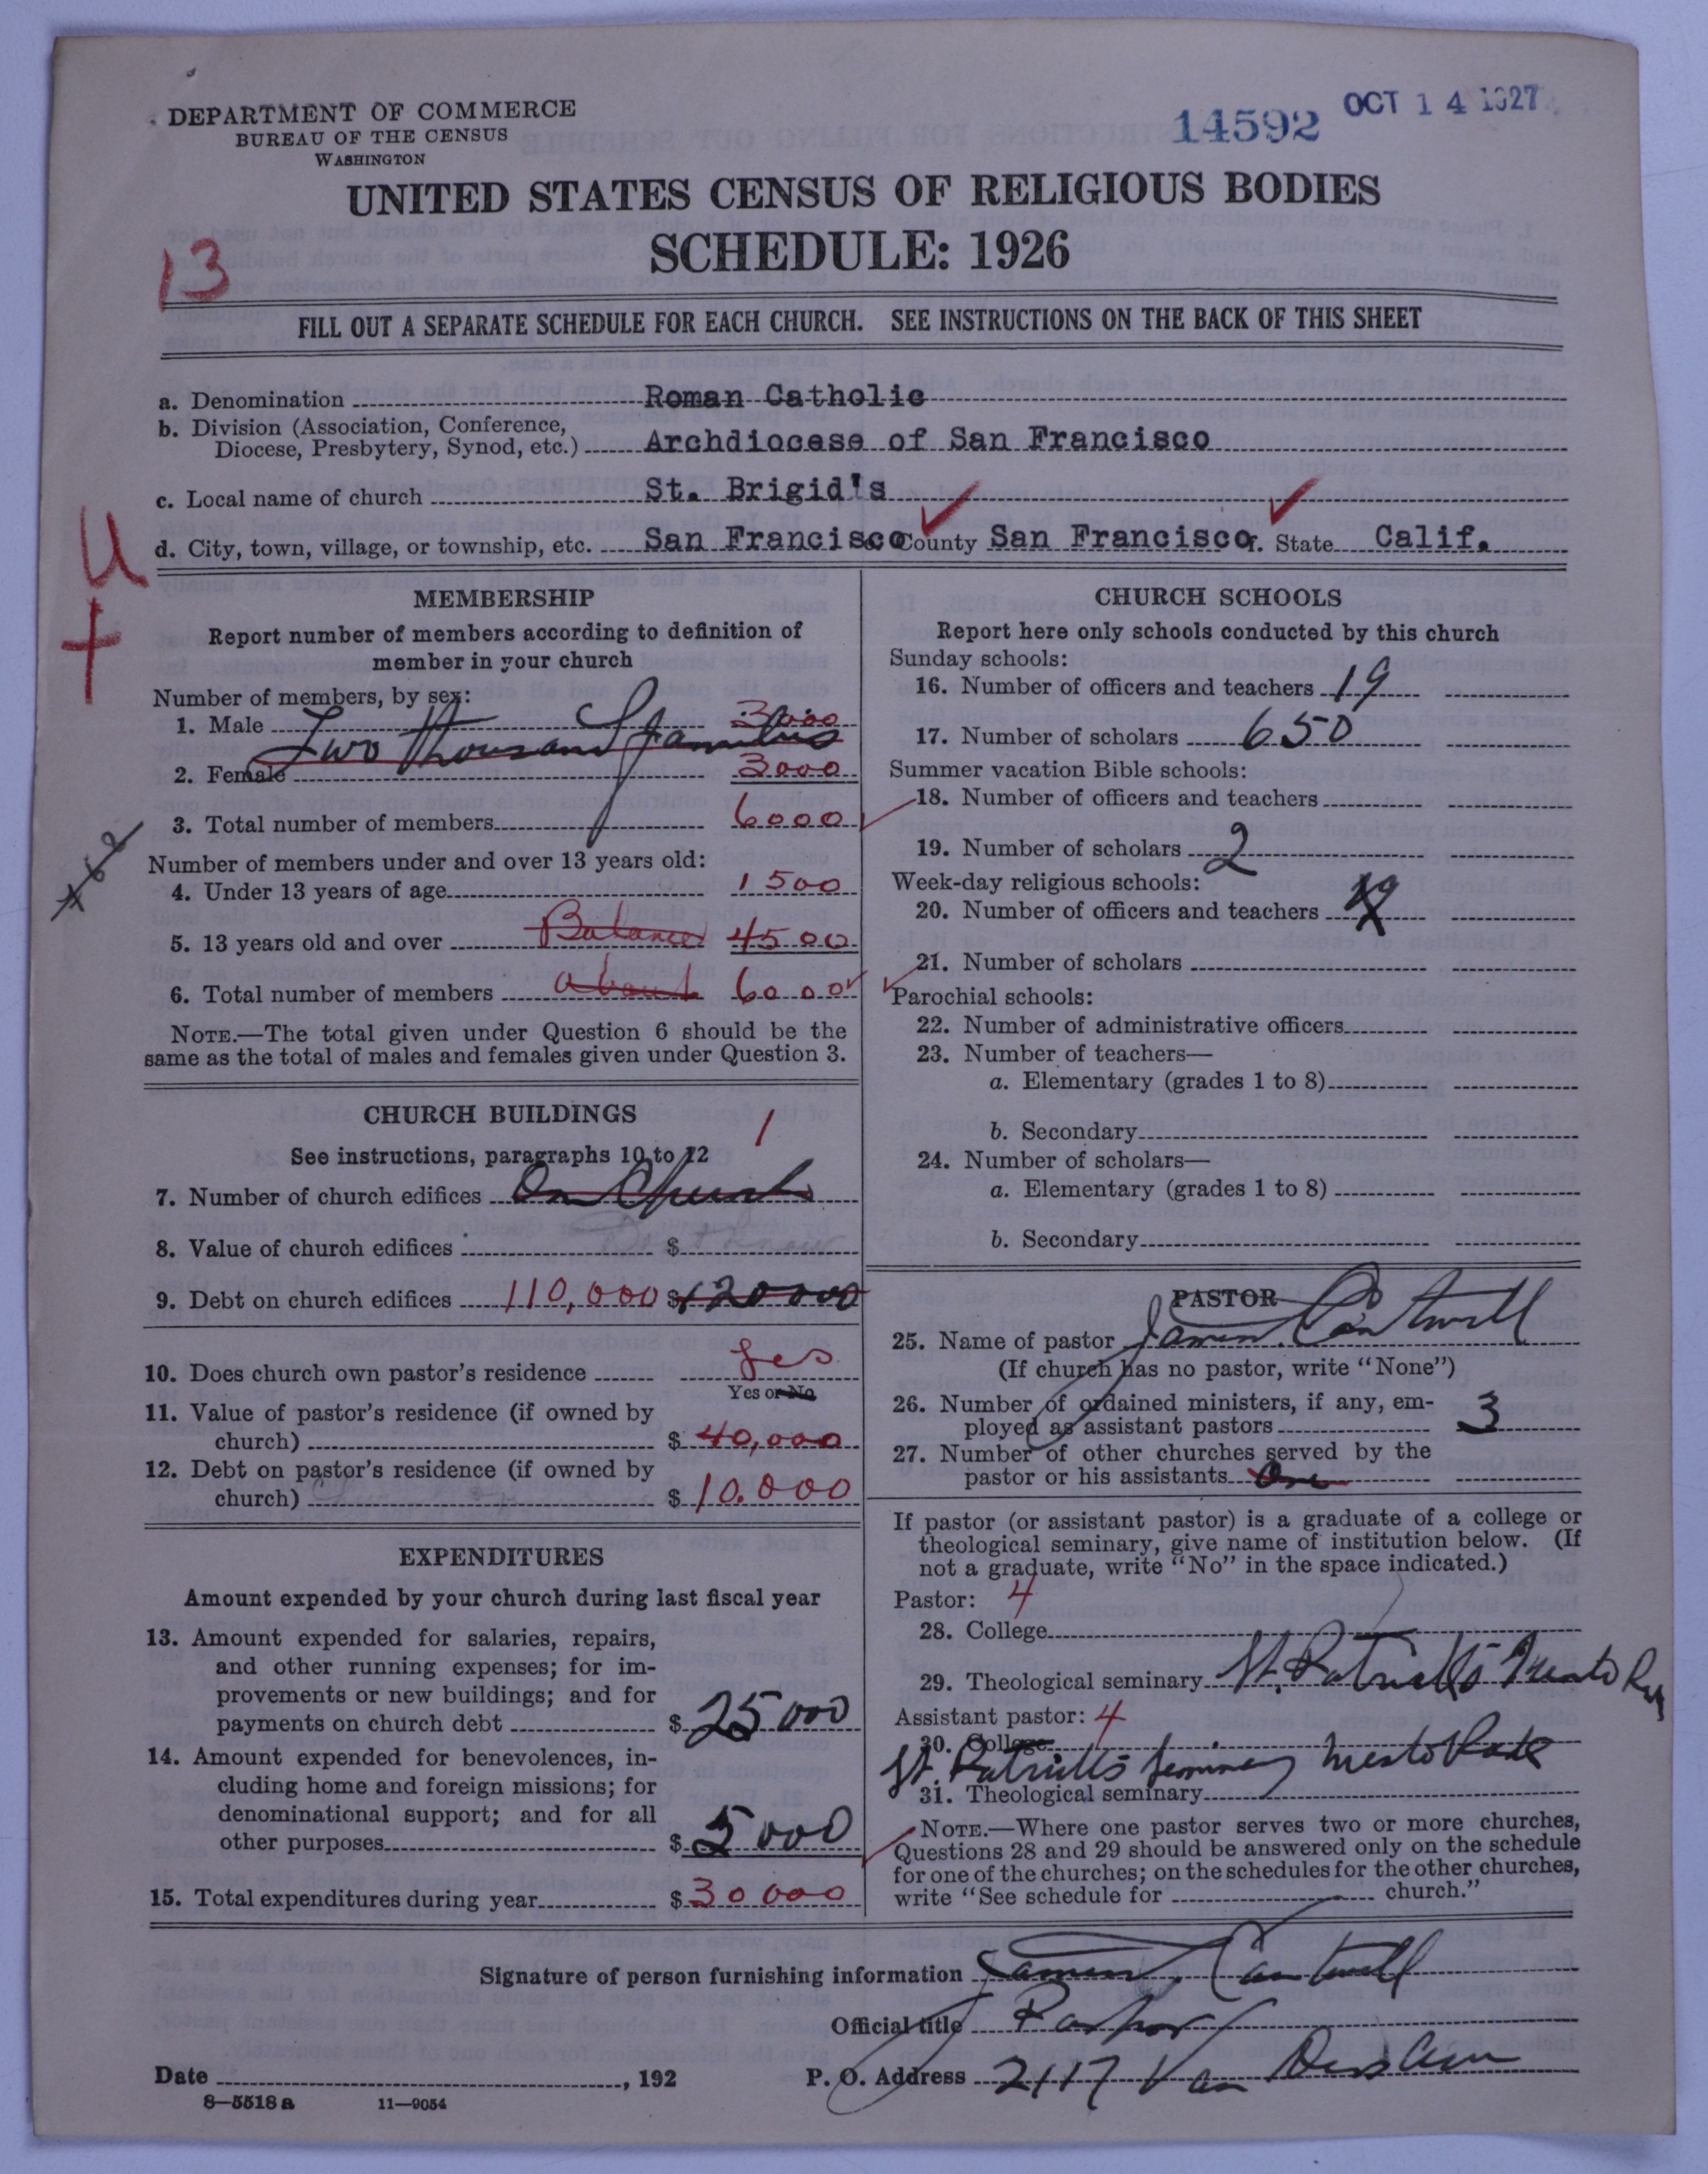 DEPARTMENT OF COMMERCE
BUREAU OF THE CENSUS
WASHINGTON
14592 OCT 14 1927
UNITED STATES CENSUS OF RELIGIOUS BODIES
SCHEDULE: 1926
13
FILL OUT A SEPARATE SCHEDULE FOR EACH CHURCH. SEE INSTRUCTIONS ON THE BACK OF THIS SHEET
a. Denomination Roman Catholic
b. Division (Association, Conference,
Diocese, Presbytery, Synod, etc.) Archdiocese of San Francisco
c. Local name of church St. Brigid's
d. City, town, village, or township, etc. San Francisco County San Francisco f. State Calif.
U
MEMBERSHIP
Report number of members according to definition of
member in your church
Number of members, by sex:
1. Male 3000
Two thousand families
2. Female 3000
3. Total number of members 6000
Number of members under and over 13 years old:
4. Under 13 years of age 1500
5. 13 years old and over Balance 4500
6. Total number of members about 6000
NOTE.—The total given under Question 6 should be the
same as the total of males and females given under Question 3.
CHURCH BUILDINGS
1
See instructions, paragraphs 10 to 12
7. Number of church edifices One Church
8. Value of church edifices Don't know $
9. Debt on church edifices 110,000 $ 120000
10. Does church own pastor's residence yes
Yes or No
11. Value of pastor's residence (if owned by
church) $ 40,000
12. Debt on pastor's residence (if owned by
church) $ 10.000
EXPENDITURES
Amount expended by your church during last fiscal year
13. Amount expended for salaries, repairs,
and other running expenses; for im-
provements or new buildings; and for
payments on church debt $ 25000
14. Amount expended for benevolences, in-
cluding home and foreign missions; for
denominational support; and for all
other purposes $ 5000
15. Total expenditures during year $ 30000
CHURCH SCHOOLS
Report here only schools conducted by this church
Sunday schools:
16. Number of officers and teachers 19
17. Number of scholars 650
Summer vacation Bible schools:
18. Number of officers and teachers
19. Number of scholars 2
Week-day religious schools:
20. Number of officers and teachers 19
21. Number of scholars
Parochial schools:
22. Number of administrative officers
23. Number of teachers—
a. Elementary (grades 1 to 8)
b. Secondary
24. Number of scholars—
a. Elementary (grades 1 to 8)
b. Secondary
PASTOR
25. Name of pastor James Cantwell
(If church has no pastor, write "None")
26. Number of ordained ministers, if any, em-
ployed as assistant pastors 3
27. Number of other churches served by the
pastor or his assistants One
If pastor (or assistant pastor) is a graduate of a college or
theological seminary, give name of institution below. (If
not a graduate, write "No" in the space indicated.)
Pastor: 4
28. College
29. Theological seminary St. Patrick's Menlo Park
Assistant pastor: 4
30. College
St. Patrick's Seminary Menlo Park
31. Theological seminary
NOTE.—Where one pastor serves two or more churches,
Questions 28 and 29 should be answered only on the schedule
for one of the churches; on the schedules for the other churches,
write "See schedule for church."
Signature of person furnishing information James Cantwell
Official title Pastor
Date , 192 P. O. Address 2117 Van Ness Ave
8—5518 a 11—9054